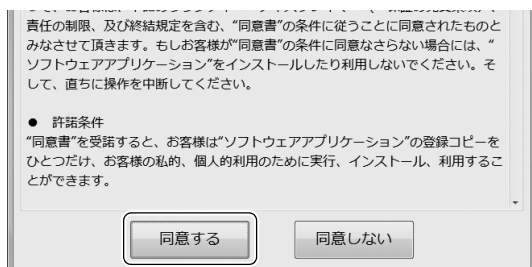 責任の制限、及び終結規定を含む、“同意書”の条件に従うことに同意されたものと
みなさせて頂きます。もしお客様が“同意書”の条件に同意なさらない場合には、“
ソフトウェアアプリケーション”をインストールしたり利用しないでください。そ
して、直ちに操作を中断してください。
● 許諾条件
“同意書”を受諾すると、お客様は“ソフトウェアアプリケーション”の登録コピーを
ひとつだけ、お客様の私的、個人的利用のために実行、インストール、利用するこ
とができます。
同意する
同意しない